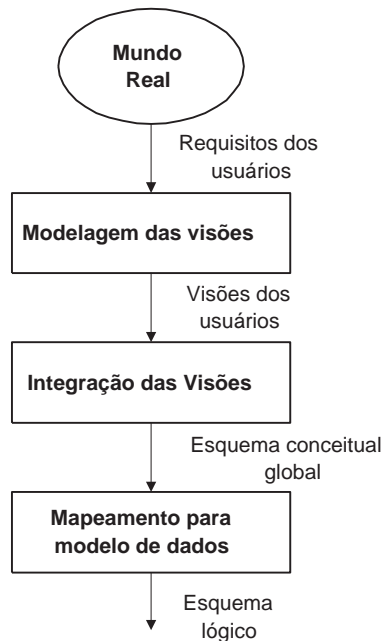 Mundo
Real
Requisitos dos
usuários
Modelagem das visões
Visões dos
usuários
Integração das Visões
Esquema conceitual
global
Mapeamento para
modelo de dados
Esquema
lógico